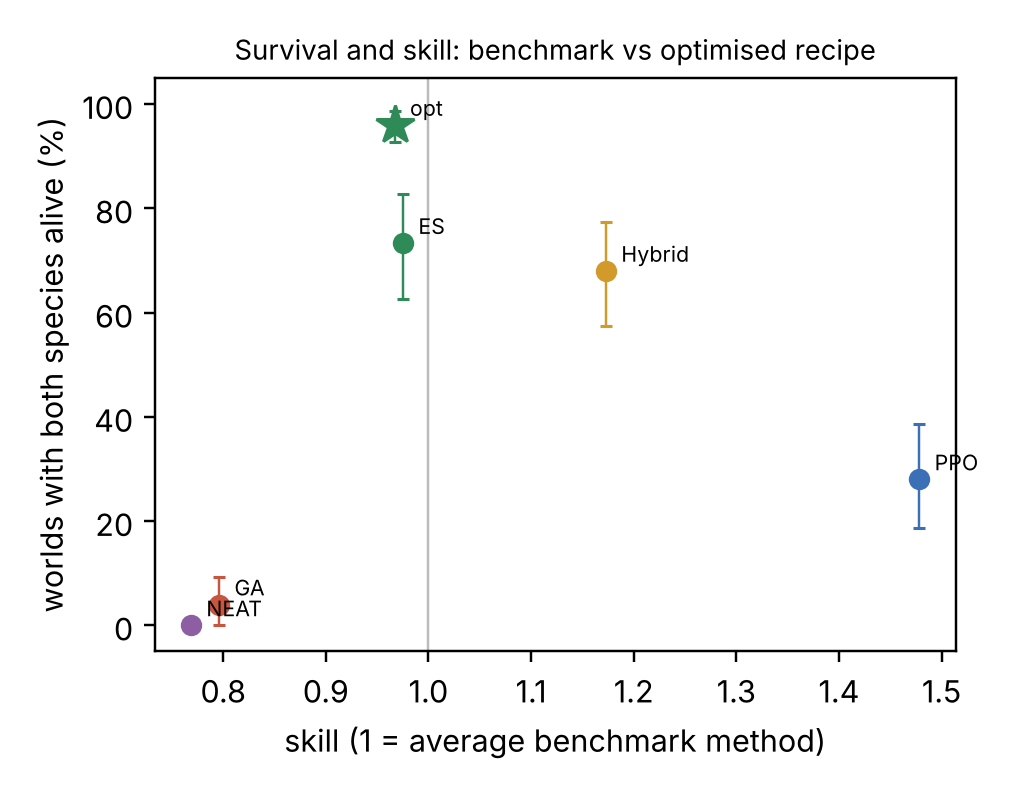 Survival and skill: benchmark vs optimised recipe
worlds with both species alive (%)
100
80
60
40
20
0
opt
ES
Hybrid
PPO
GA
NEAT
0.8 0.9 1.0 1.1 1.2 1.3 1.4 1.5
skill (1 = average benchmark method)